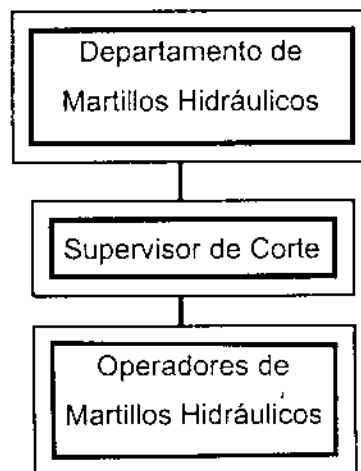 Departamento de
Martillos Hidráulicos
Supervisor de Corte
Operadores de
Martillos Hidráulicos